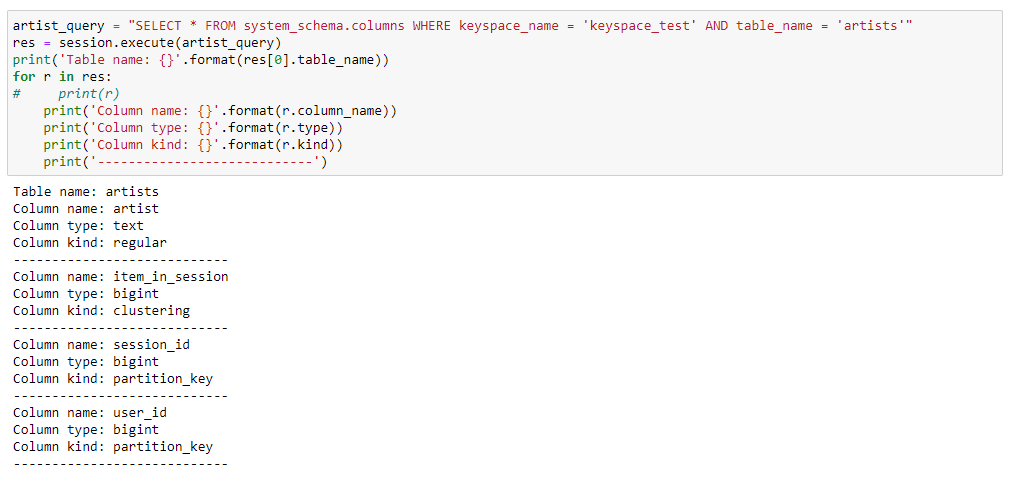 artist_query = "SELECT * FROM system_schema.columns WHERE keyspace_name = 'keyspace_test' AND table_name = 'artists'"
res = session.execute(artist_query)
print('Table name: {}'.format(res[0].table_name))
for r in res:
#     print(r)
    print('Column name: {}'.format(r.column_name))
    print('Column type: {}'.format(r.type))
    print('Column kind: {}'.format(r.kind))
    print('----------------------------')
Table name: artists
Column name: artist
Column type: text
Column kind: regular
----------------------------
Column name: item_in_session
Column type: bigint
Column kind: clustering
----------------------------
Column name: session_id
Column type: bigint
Column kind: partition_key
----------------------------
Column name: user_id
Column type: bigint
Column kind: partition_key
----------------------------